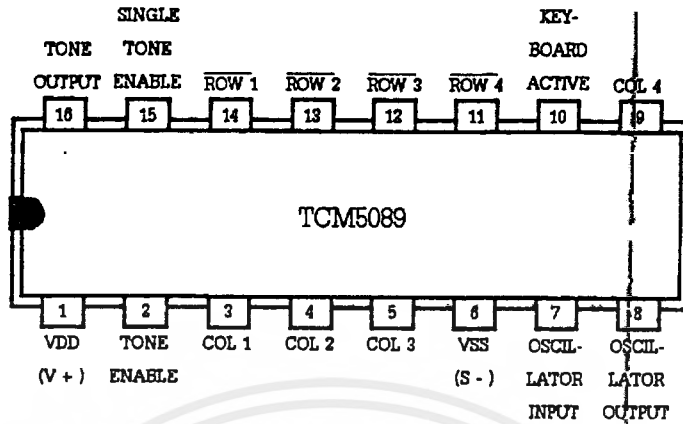 SINGLE KEY-
TONE TONE BOARD
OUTPUT ENABLE ROW 1 ROW 2 ROW 3 ROW 4 ACTIVE COL 4
16 15 14 13 12 11 10 9
TCM5089
1 2 3 4 5 6 7 8
VDD TONE COL 1 COL 2 COL 3 VSS OSCIL- OSCIL-
(V + ) ENABLE (S - ) LATOR LATOR
INPUT OUTPUT